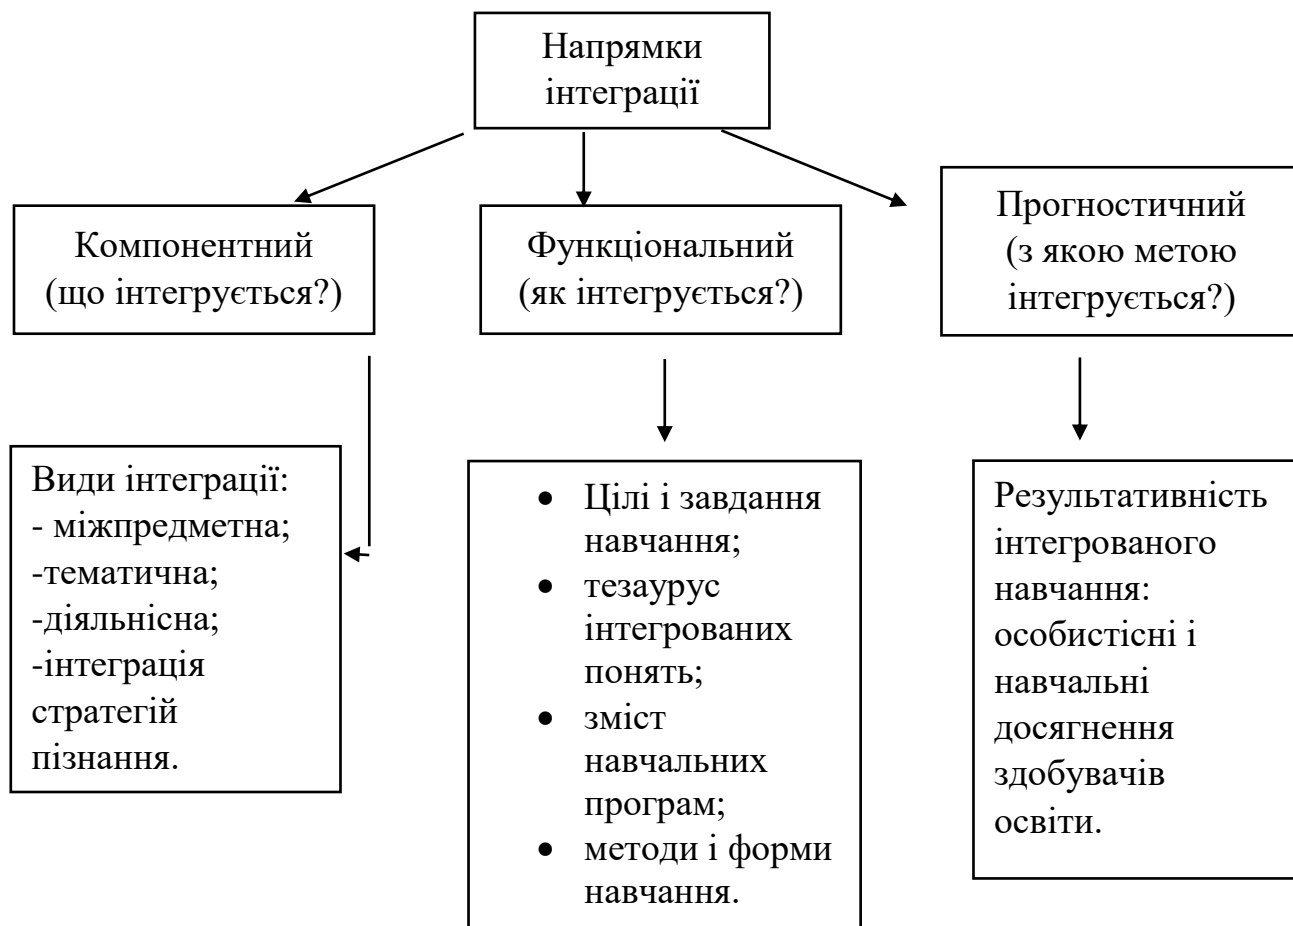 Напрямки
інтеграції
Компонентний
(що інтегрується?)
Функціональний
(як інтегрується?)
Прогностичний
(з якою метою
інтегрується?)
Види інтеграції:
- міжпредметна;
-тематична;
-діяльнісна;
-інтеграція
стратегій
пізнання.
• Цілі і завдання
навчання;
• тезаурус
інтегрованих
понять;
• зміст
навчальних
програм;
• методи і форми
навчання.
Результативність
інтегрованого
навчання:
особистісні і
навчальні
досягнення
здобувачів
освіти.